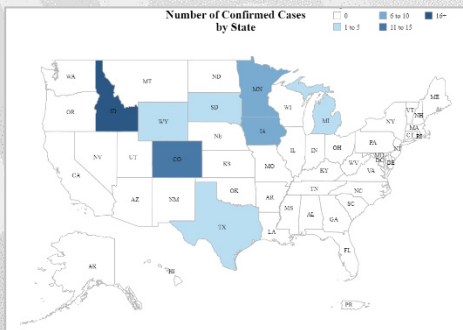 Number of Confirmed Cases
by State
0
6 to 10
16+
1 to 5
11 to 15
WA
MT
ND
MN
ME
OR
ID
SD
WI
MI
VT
NH
NY
MA
CT
RI
WY
IA
NE
PA
NJ
NV
UT
CO
IL
IN
OH
MD
DE
DC
WV
VA
CA
KS
MO
KY
NC
TN
AZ
NM
OK
AR
SC
MS
AL
GA
TX
LA
FL
AK
HI
PR